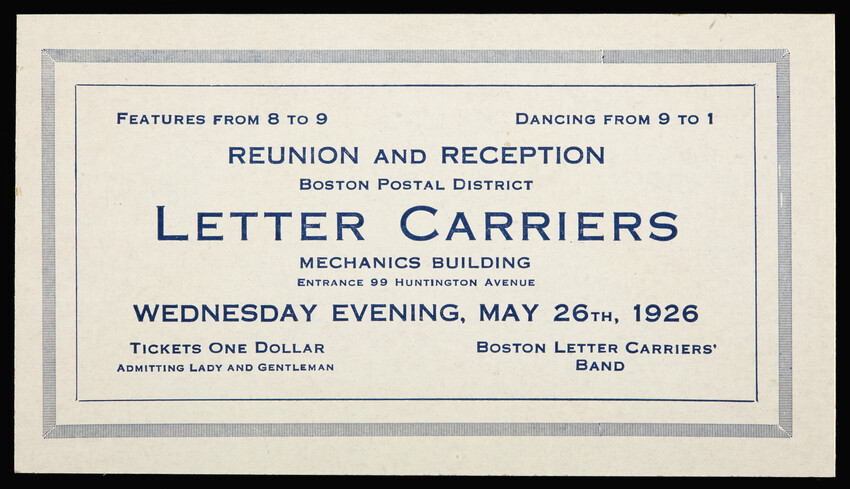 FEATURES FROM 8 TO 9
DANCING FROM 9 TO 1
REUNION AND RECEPTION
BOSTON POSTAL DISTRICT
LETTER CARRIERS
MECHANICS BUILDING
ENTRANCE 99 HUNTINGTON AVENUE
WEDNESDAY EVENING, MAY 26TH, 1926
TICKETS ONE DOLLAR
ADMITTING LADY AND GENTLEMAN
BOSTON LETTER CARRIERS'
BAND